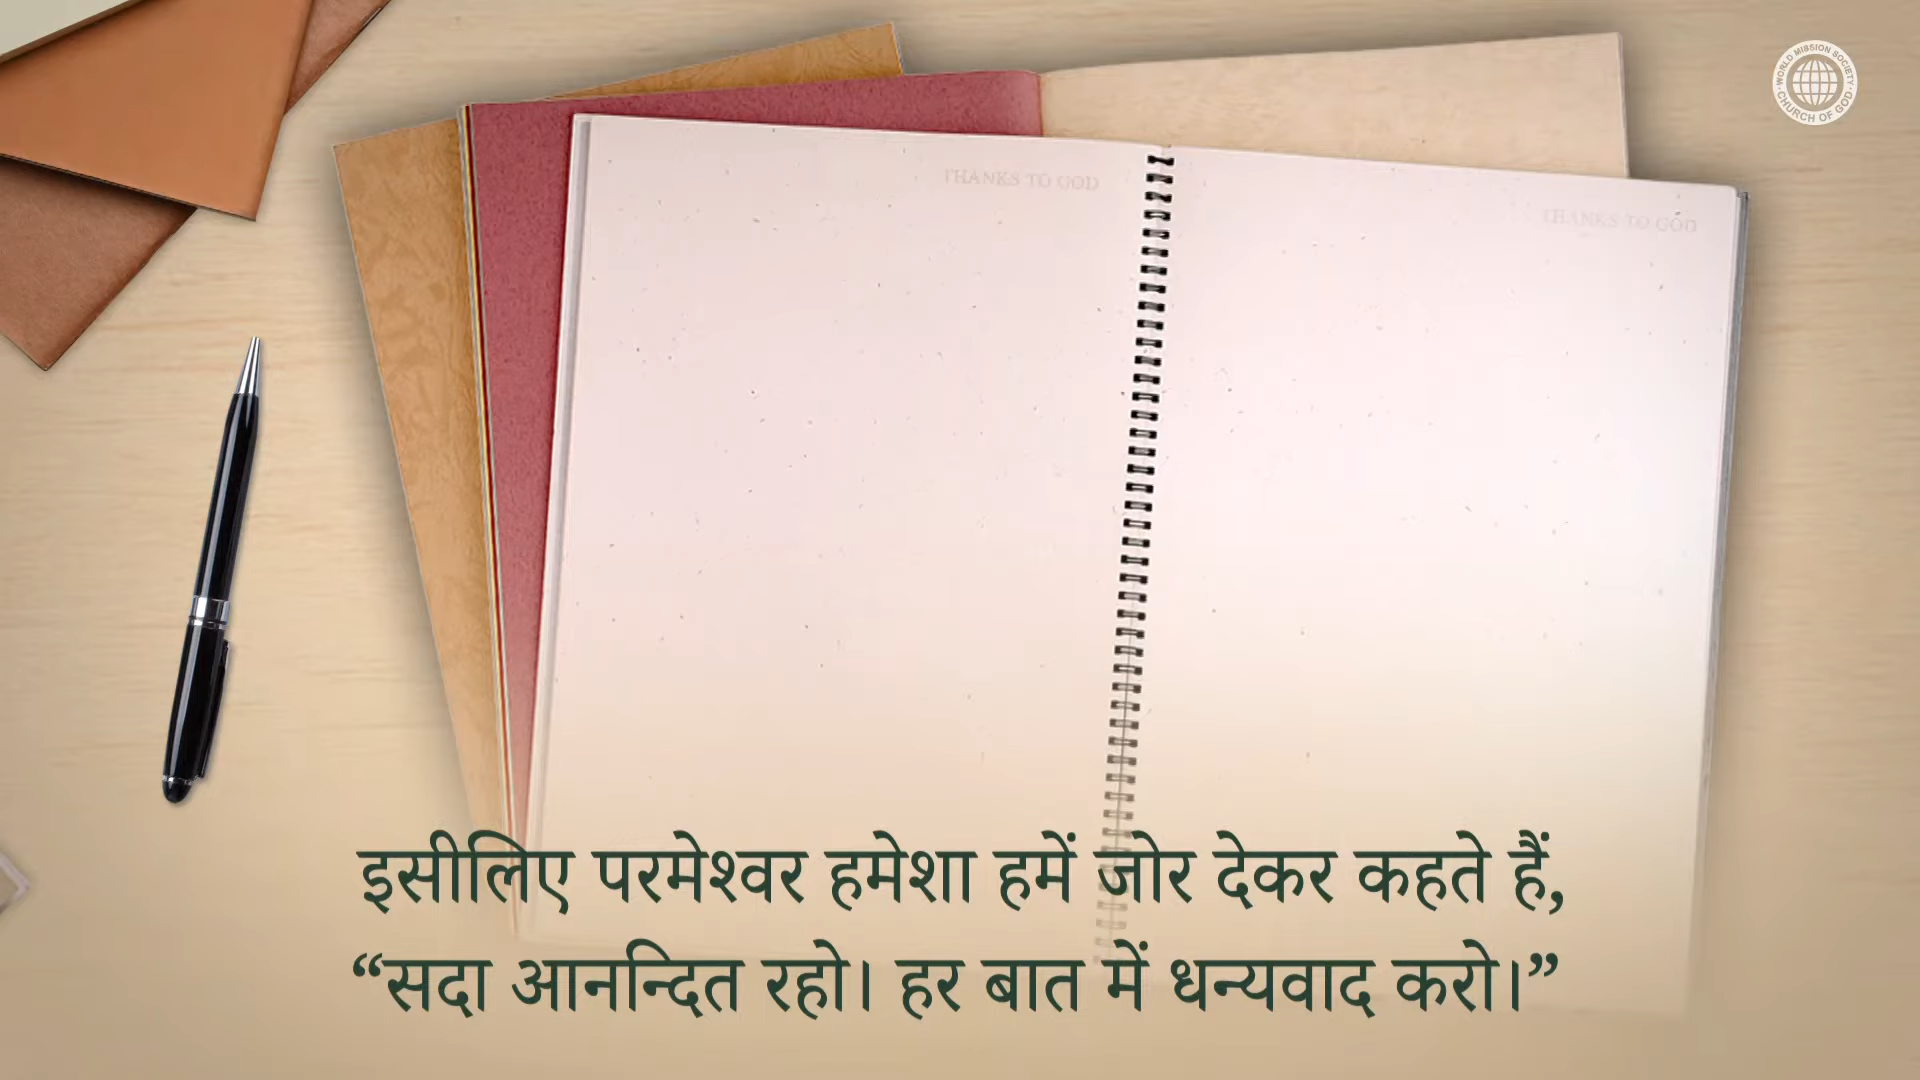 WORLD MISSION SOCIETY
CHURCH OF GOD
THANKS TO GOD
THANKS TO GOD
इसीलिए परमेश्वर हमेशा हमें जोर देकर कहते हैं,
“सदा आनन्दित रहो। हर बात में धन्यवाद करो।”